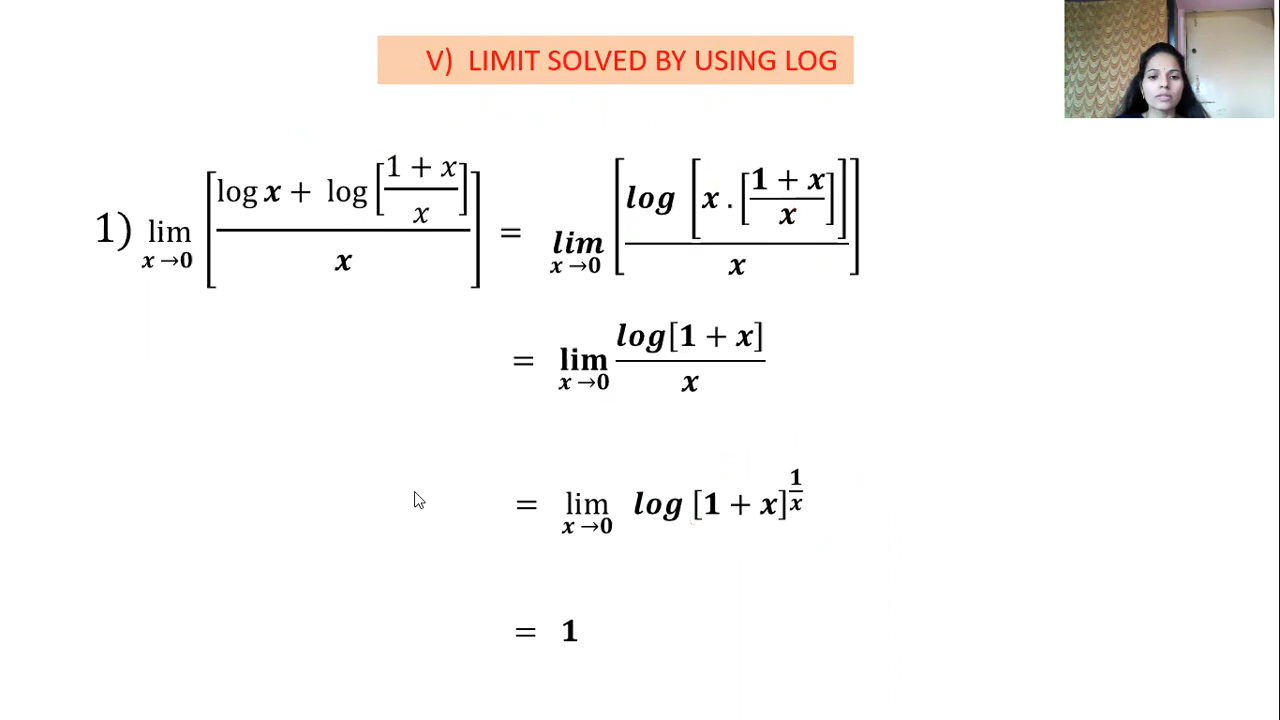 V) LIMIT SOLVED BY USING LOG
1) lim x→0 [ (log x + log [ (1 + x) / x ]) / x ] = lim x→0 [ log [ x . [ (1 + x) / x ] ] / x ]
= lim x→0 log[1 + x] / x
= lim x→0 log [1 + x]^(1/x)
= 1